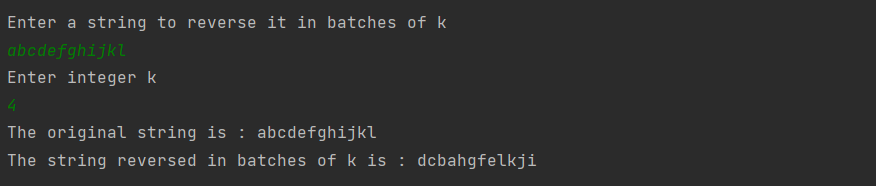 Enter a string to reverse it in batches of k
abcdefghijkl
Enter integer k
4
The original string is : abcdefghijkl
The string reversed in batches of k is : dcbahgfelkji